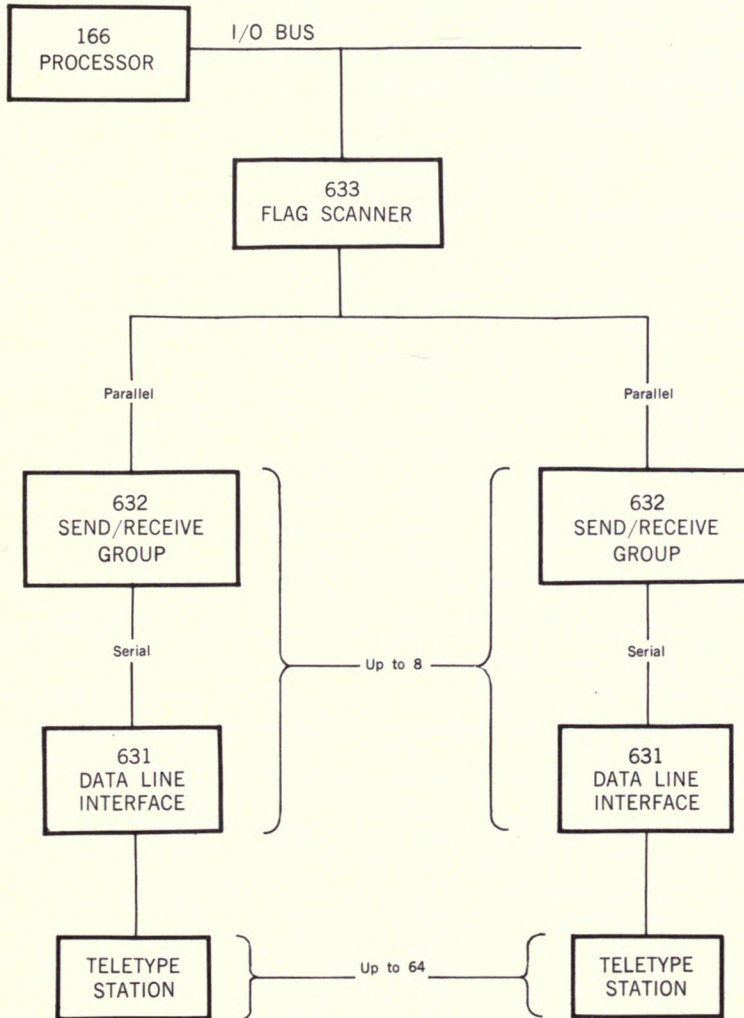 166
PROCESSOR
I/O BUS
633
FLAG SCANNER
Parallel
Parallel
632
SEND/RECEIVE
GROUP
632
SEND/RECEIVE
GROUP
Serial
Up to 8
Serial
631
DATA LINE
INTERFACE
631
DATA LINE
INTERFACE
TELETYPE
STATION
Up to 64
TELETYPE
STATION